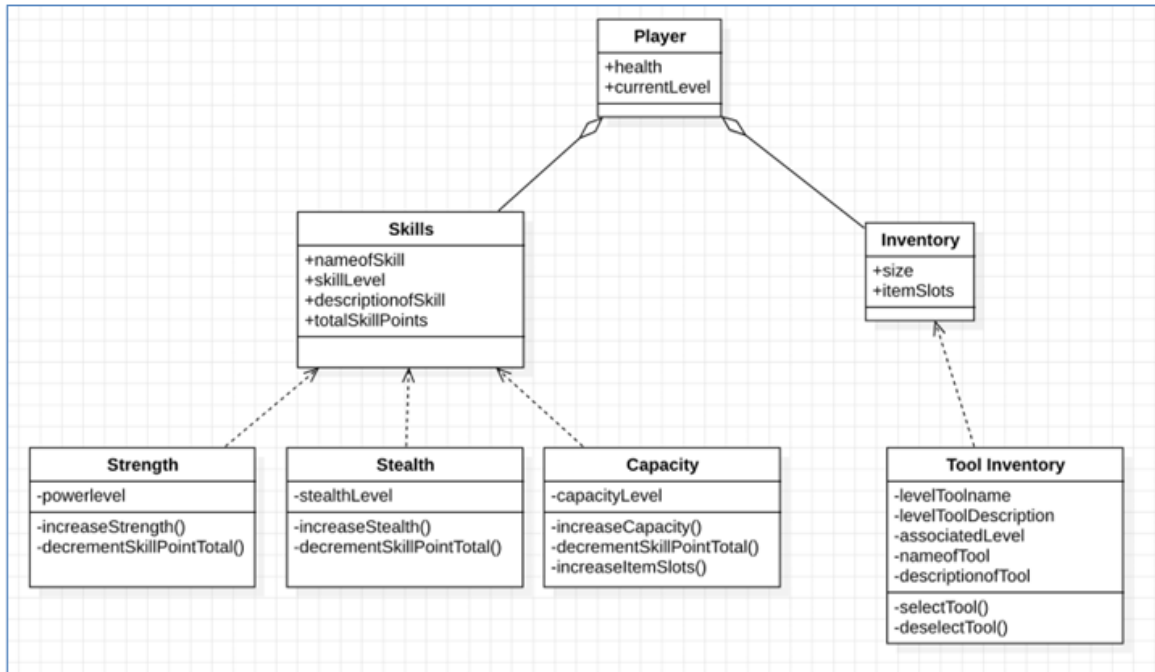 Player
+health
+currentLevel
Skills
+nameofSkill
+skillLevel
+descriptionofSkill
+totalSkillPoints
Inventory
+size
+itemSlots
Strength
-powerlevel
-increaseStrength()
-decrementSkillPointTotal()
Stealth
-stealthLevel
-increaseStealth()
-decrementSkillPointTotal()
Capacity
-capacityLevel
-increaseCapacity()
-decrementSkillPointTotal()
-increaseItemSlots()
Tool Inventory
-levelToolname
-levelToolDescription
-associatedLevel
-nameofTool
-descriptionofTool
-selectTool()
-deselectTool()